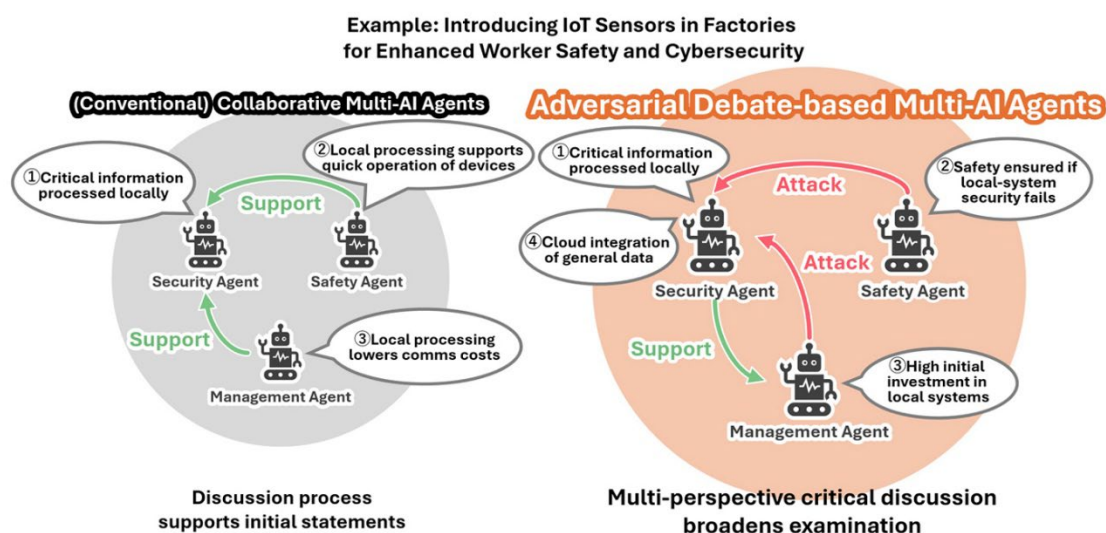 Example: Introducing IoT Sensors in Factories
for Enhanced Worker Safety and Cybersecurity
(Conventional) Collaborative Multi-AI Agents
①Critical information
processed locally
②Local processing supports
quick operation of devices
Support
Security Agent
Safety Agent
Support
③Local processing
lowers comms costs
Management Agent
Discussion process
supports initial statements
Adversarial Debate-based Multi-AI Agents
①Critical information
processed locally
Attack
②Safety ensured if
local-system
security fails
④Cloud integration
of general data
Attack
Security Agent
Safety Agent
Support
③High initial
investment in
local systems
Management Agent
Multi-perspective critical discussion
broadens examination